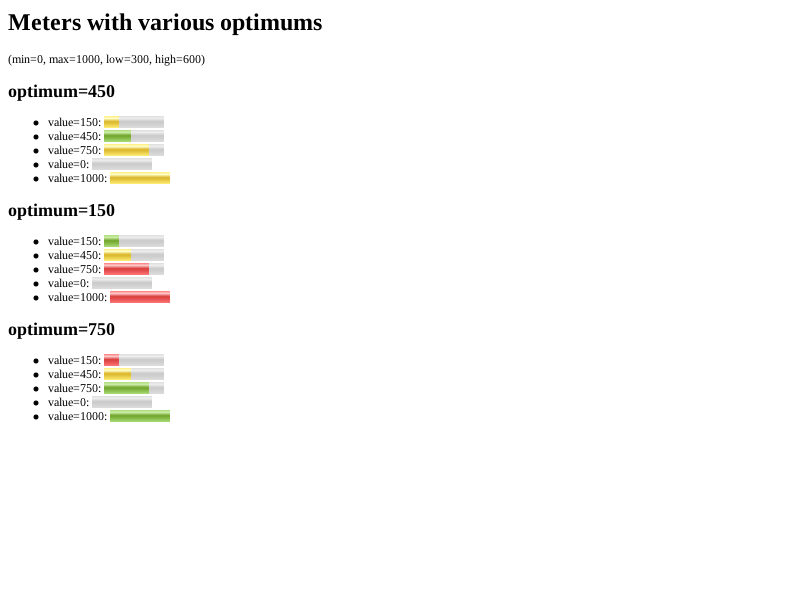 Meters with various optimums
(min=0, max=1000, low=300, high=600)
optimum=450
value=150:
value=450:
value=750:
value=0:
value=1000:
optimum=150
value=150:
value=450:
value=750:
value=0:
value=1000:
optimum=750
value=150:
value=450:
value=750:
value=0:
value=1000: